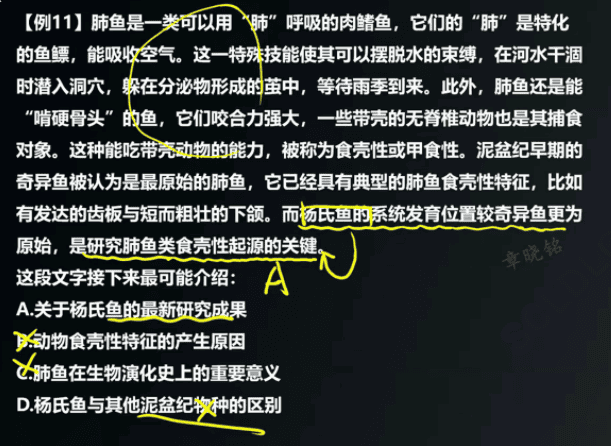 【例11】肺鱼是一类可以用“肺”呼吸的肉鳍鱼，它们的“肺”是特化
的鱼鳔，能吸收空气。这一特殊技能使其可以摆脱水的束缚，在河水干涸
时潜入洞穴，躲在分泌物形成的茧中，等待雨季到来。此外，肺鱼还是能
“啃硬骨头”的鱼，它们咬合力强大，一些带壳的无脊椎动物也是其捕食
对象。这种能吃带壳动物的能力，被称为食壳性或甲食性。泥盆纪早期的
奇异鱼被认为是最原始的肺鱼，它已经具有典型的肺鱼食壳性特征，比如
有发达的齿板与短而粗壮的下颌。而杨氏鱼的系统发育位置较奇异鱼更为
原始，是研究肺鱼类食壳性起源的关键。
A
章晓铭
这段文字接下来最可能介绍：
A.关于杨氏鱼的最新研究成果
B.动物食壳性特征的产生原因
C.肺鱼在生物演化史上的重要意义
D.杨氏鱼与其他泥盆纪物种的区别